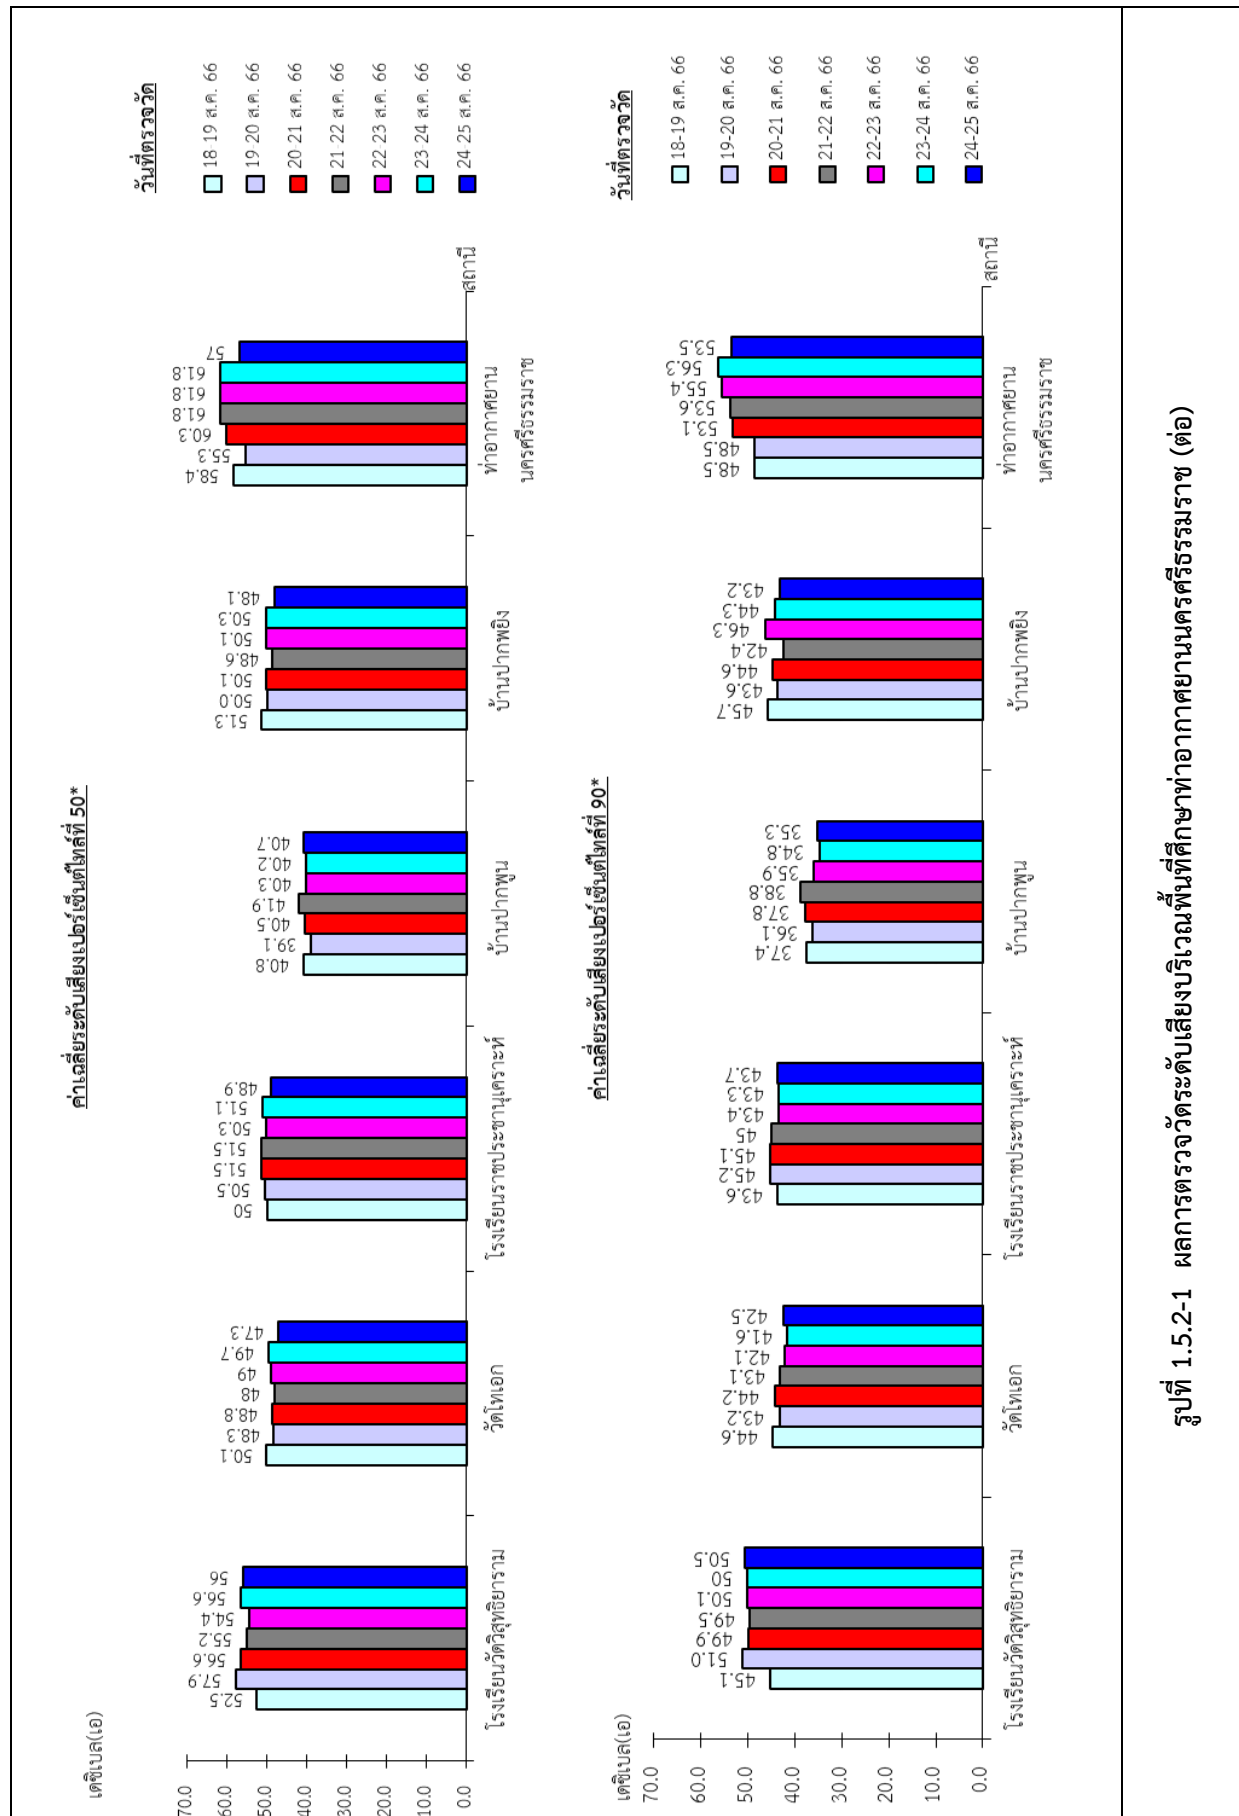 ค่าเฉลี่ยระดับเสียงเปอร์เซ็นต์ไทล์ที่ 50*
เดซิเบล(เอ)
70.0
60.0
50.0
40.0
30.0
20.0
10.0
0.0
52.5 57.9 56.6 55.2 54.4 56.6 56
50.1 48.3 48.8 48 49 49.7 47.3
50 50.5 51.5 51.5 50.3 51.1 48.9
40.8 39.1 40.5 41.9 40.3 40.2 40.7
51.3 50.0 50.1 48.6 50.1 50.3 48.1
58.4 55.3 60.3 61.8 61.8 61.8 57
โรงเรียนวัดวิสุทธิยาราม
วัดโทเอก
โรงเรียนราชประชานุเคราะห์
บ้านปากพูน
บ้านปากพยิง
ท่าอากาศยาน
นครศรีธรรมราช
สถานี
วันที่ตรวจวัด
18-19 ส.ค. 66
19-20 ส.ค. 66
20-21 ส.ค. 66
21-22 ส.ค. 66
22-23 ส.ค. 66
23-24 ส.ค. 66
24-25 ส.ค. 66
ค่าเฉลี่ยระดับเสียงเปอร์เซ็นต์ไทล์ที่ 90*
เดซิเบล(เอ)
70.0
60.0
50.0
40.0
30.0
20.0
10.0
0.0
45.1 51.0 49.9 49.5 50.1 50 50.5
44.6 43.2 44.2 43.1 42.1 41.6 42.5
43.6 45.2 45.1 45 43.4 43.3 43.7
37.4 36.1 37.8 38.8 35.9 34.8 35.3
45.7 43.6 44.6 42.4 46.3 44.3 43.2
48.5 48.5 53.1 53.6 55.4 56.3 53.5
โรงเรียนวัดวิสุทธิยาราม
วัดโทเอก
โรงเรียนราชประชานุเคราะห์
บ้านปากพูน
บ้านปากพยิง
ท่าอากาศยาน
นครศรีธรรมราช
สถานี
วันที่ตรวจวัด
18-19 ส.ค. 66
19-20 ส.ค. 66
20-21 ส.ค. 66
21-22 ส.ค. 66
22-23 ส.ค. 66
23-24 ส.ค. 66
24-25 ส.ค. 66
รูปที่ 1.5.2-1 ผลการตรวจวัดระดับเสียงบริเวณพื้นที่ศึกษาท่าอากาศยานนครศรีธรรมราช (ต่อ)